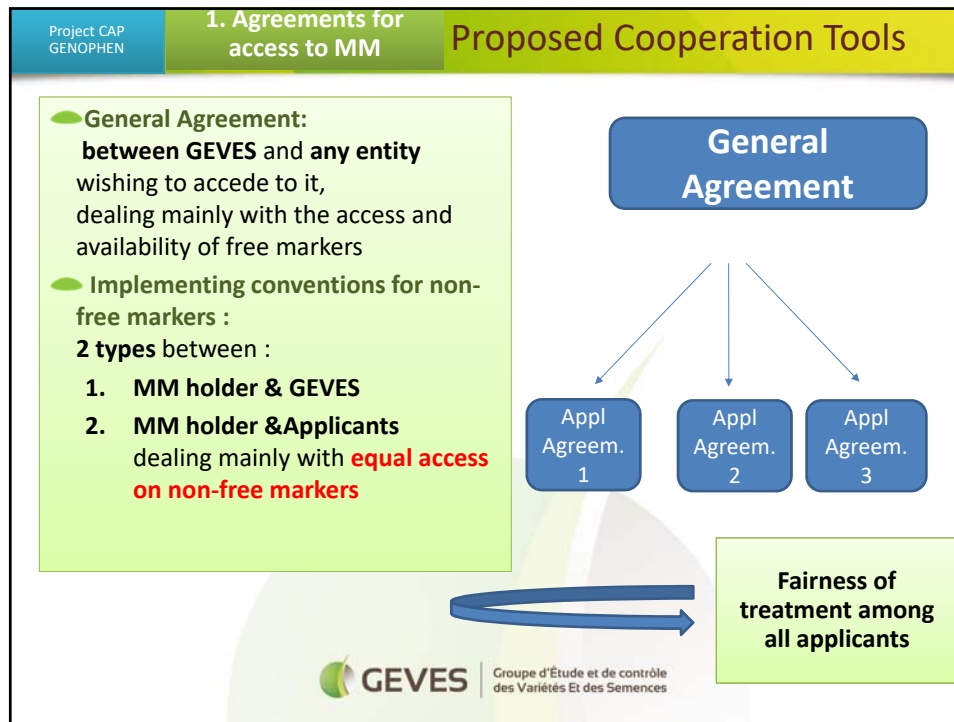 Project CAP
GENOPHEN
1. Agreements for
access to MM
Proposed Cooperation Tools
General Agreement:
between GEVES and any entity
wishing to accede to it,
dealing mainly with the access and
availability of free markers
Implementing conventions for non-
free markers :
2 types between :
1. MM holder & GEVES
2. MM holder &Applicants
dealing mainly with equal access
on non-free markers
General
Agreement
Appl
Agreem.
1
Appl
Agreem.
2
Appl
Agreem.
3
Fairness of
treatment among
all applicants
GEVES
Groupe d'Étude et de contrôle
des Variétés Et des Semences